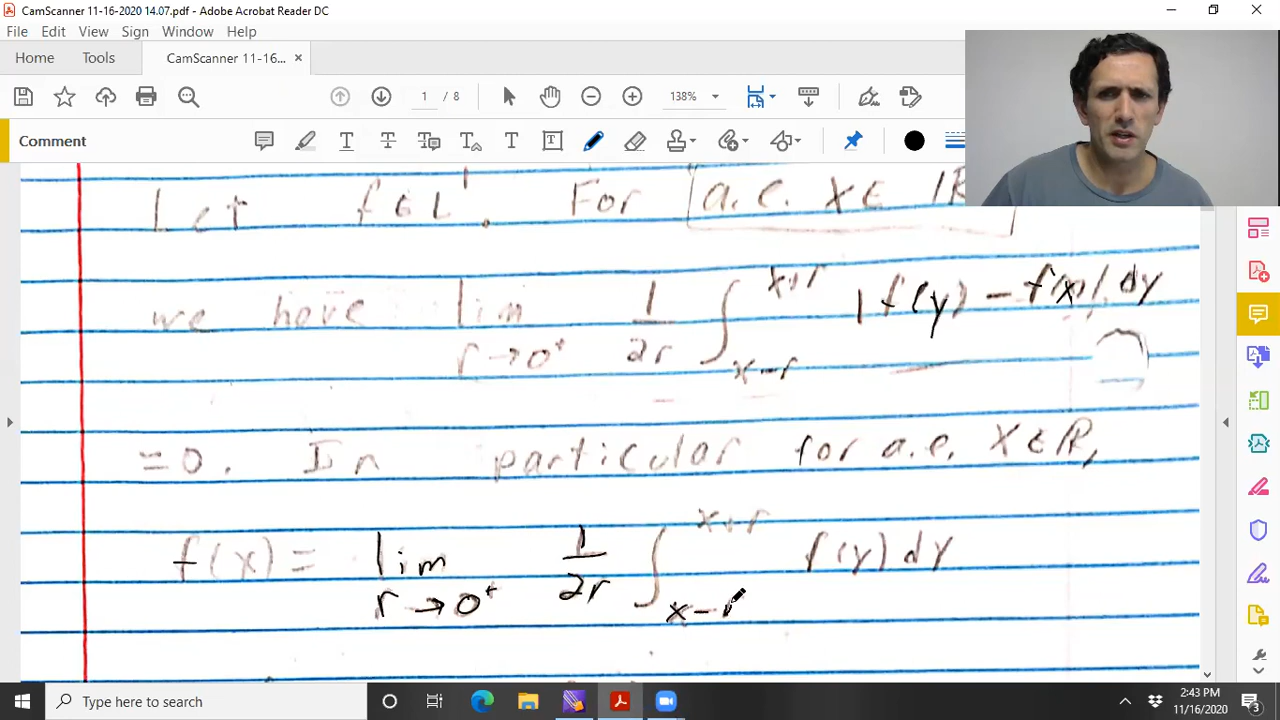 CamScanner 11-16-2020 14.07.pdf - Adobe Acrobat Reader DC
File Edit View Sign Window Help
Home Tools CamScanner 11-16... ×
1 / 8 138%
Comment
Let f ∈ L¹. For a.e. x ∈ ℝ
we have lim r→0⁺ 1/2r ∫_{x-r}^{x+r} |f(y) - f(x)| dy
= 0. In particular for a.e. x ∈ ℝ,
f(x) = lim r→0⁺ 1/2r ∫_{x-r}^{x+r} f(y) dy
Type here to search
2:43 PM
11/16/2020
3